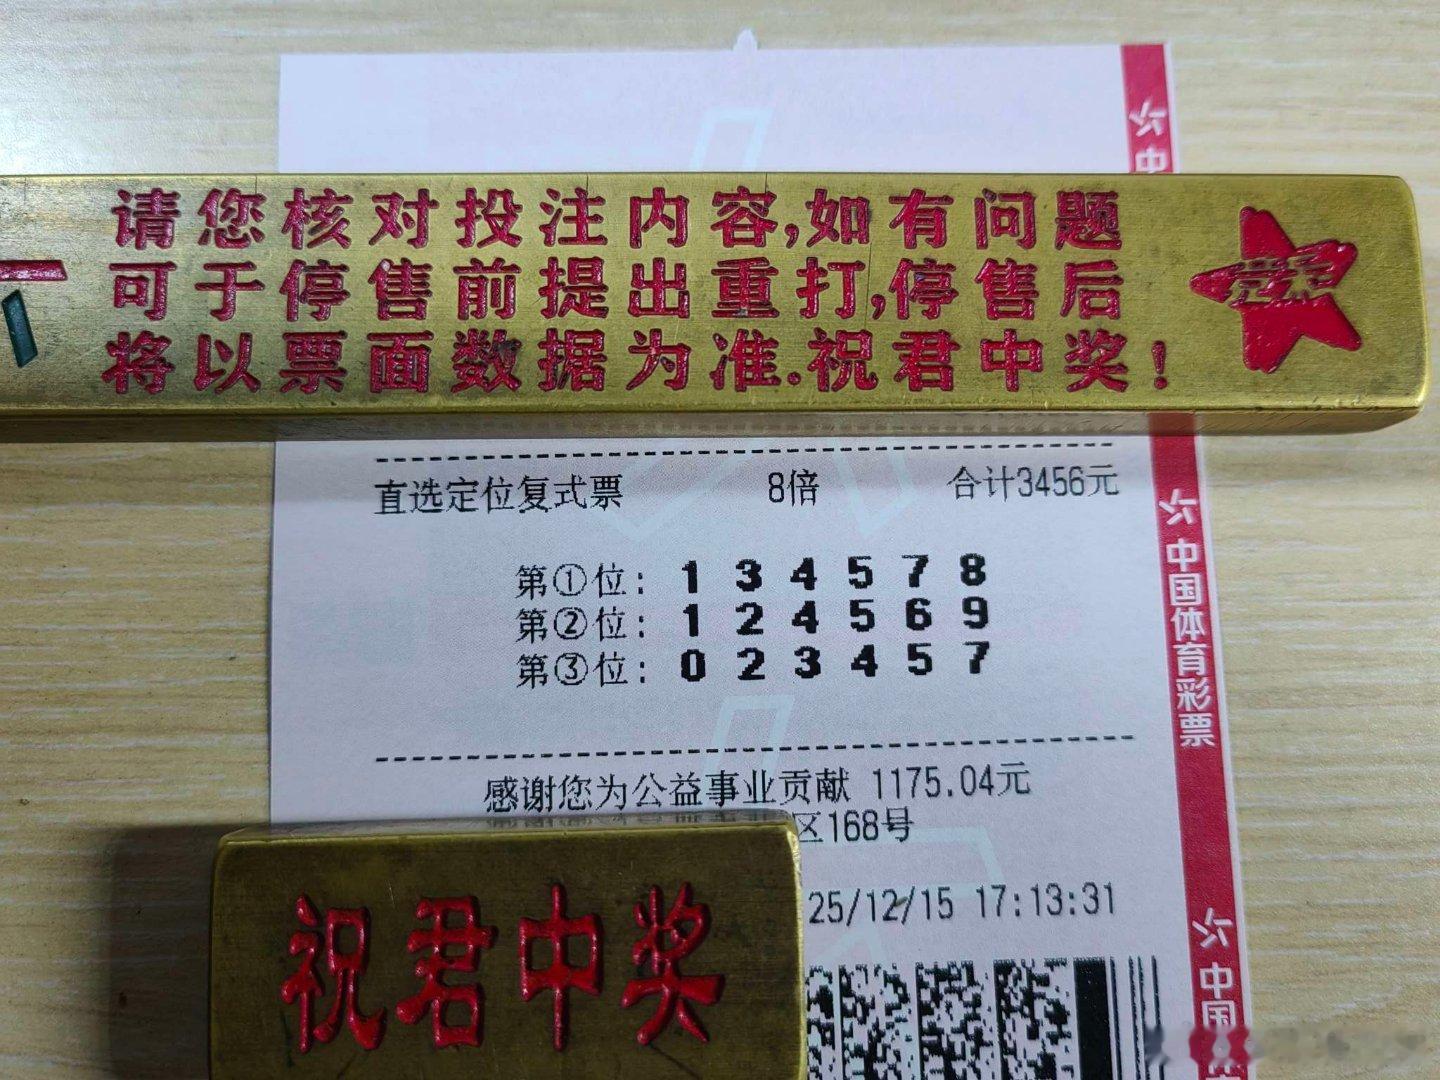 中
请您核对投注内容,如有问题
可于停售前提出重打,停售后
将以票面数据为准.祝君中奖!
直选定位复式票 8倍 合计3456元
第①位: 1 3 4 5 7 8
第②位: 1 2 4 5 6 9
第③位: 0 2 3 4 5 7
中国体育彩票
感谢您为公益事业贡献 1175.04元
区168号
25/12/15 17:13:31
祝君中奖
中国体